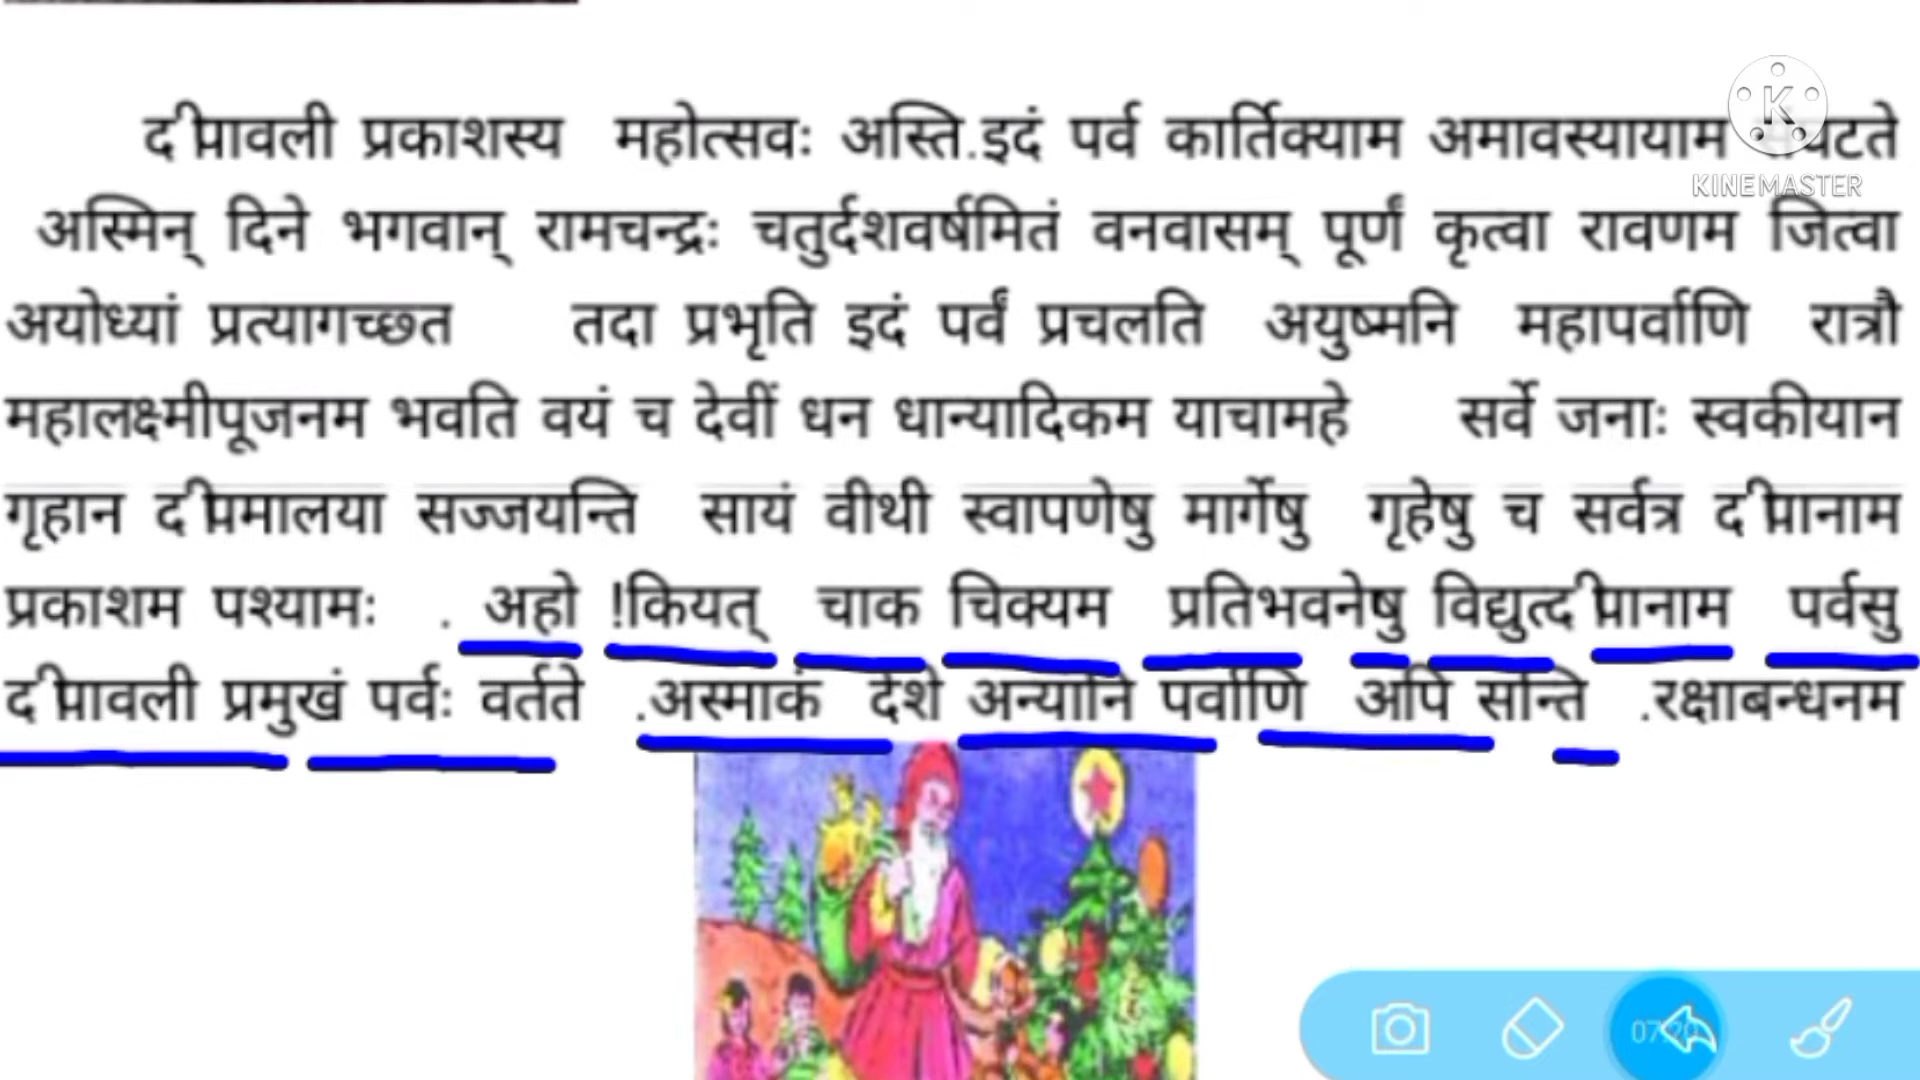 दीपावली प्रकाशस्य महोत्सवः अस्ति.इदं पर्व कार्तिक्याम अमावस्यायाम
अस्मिन् दिने भगवान् रामचन्द्रः चतुर्दशवर्षमितं वनवासम् पूर्णं कृत्वा रावणम जित्वा
अयोध्यां प्रत्यागच्छत तदा प्रभृति इदं पर्वं प्रचलति अयुष्मनि महापर्वाणि रात्रौ
महालक्ष्मीपूजनम भवति वयं च देवीं धन धान्यादिकम याचामहे सर्वे जनाः स्वकीयान
गृहान दीपमालया सज्जयन्ति सायं वीथी स्वापणेषु मार्गेषु गृहेषु च सर्वत्र दीपानाम
प्रकाशम पश्यामः . अहो !कियत् चाक चिक्यम प्रतिभवनेषु विद्युत्दीपानाम पर्वसु
दीपावली प्रमुखं पर्वः वर्तते .अस्माकं देशे अन्यानि पर्वाणि अपि सन्ति .रक्षाबन्धनम
K
KINEMASTER